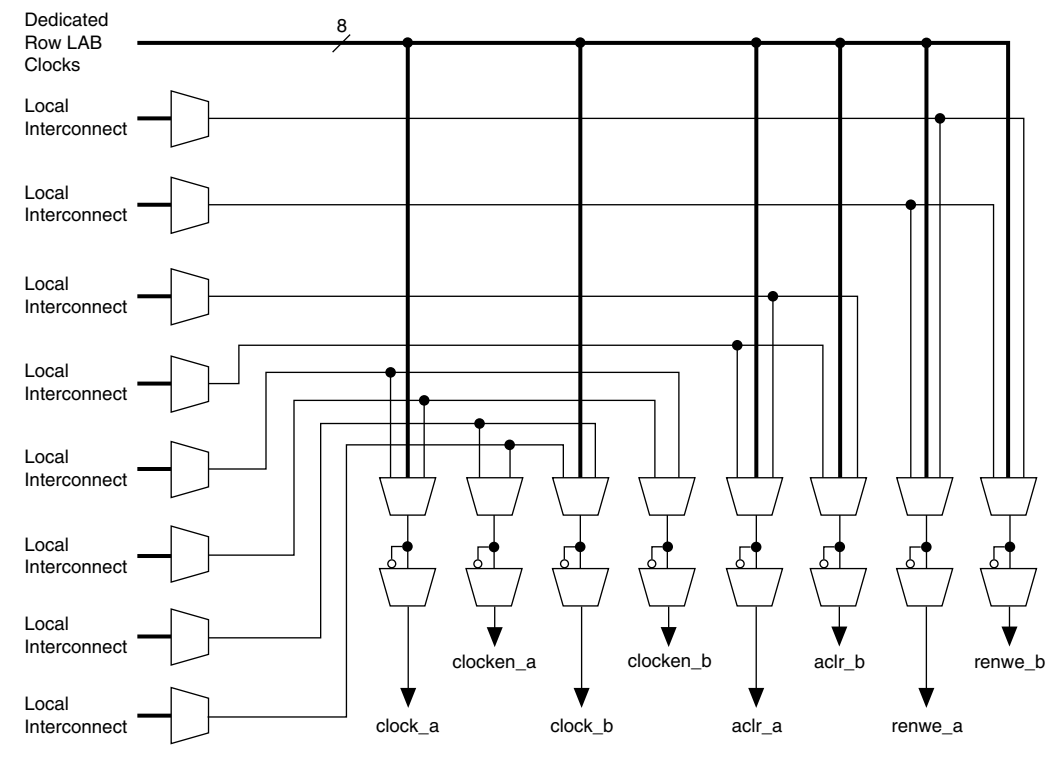 Dedicated
Row LAB
Clocks
8
Local
Interconnect
Local
Interconnect
Local
Interconnect
Local
Interconnect
Local
Interconnect
Local
Interconnect
Local
Interconnect
Local
Interconnect
clocken_a
clocken_b
aclr_b
renwe_b
clock_a
clock_b
aclr_a
renwe_a